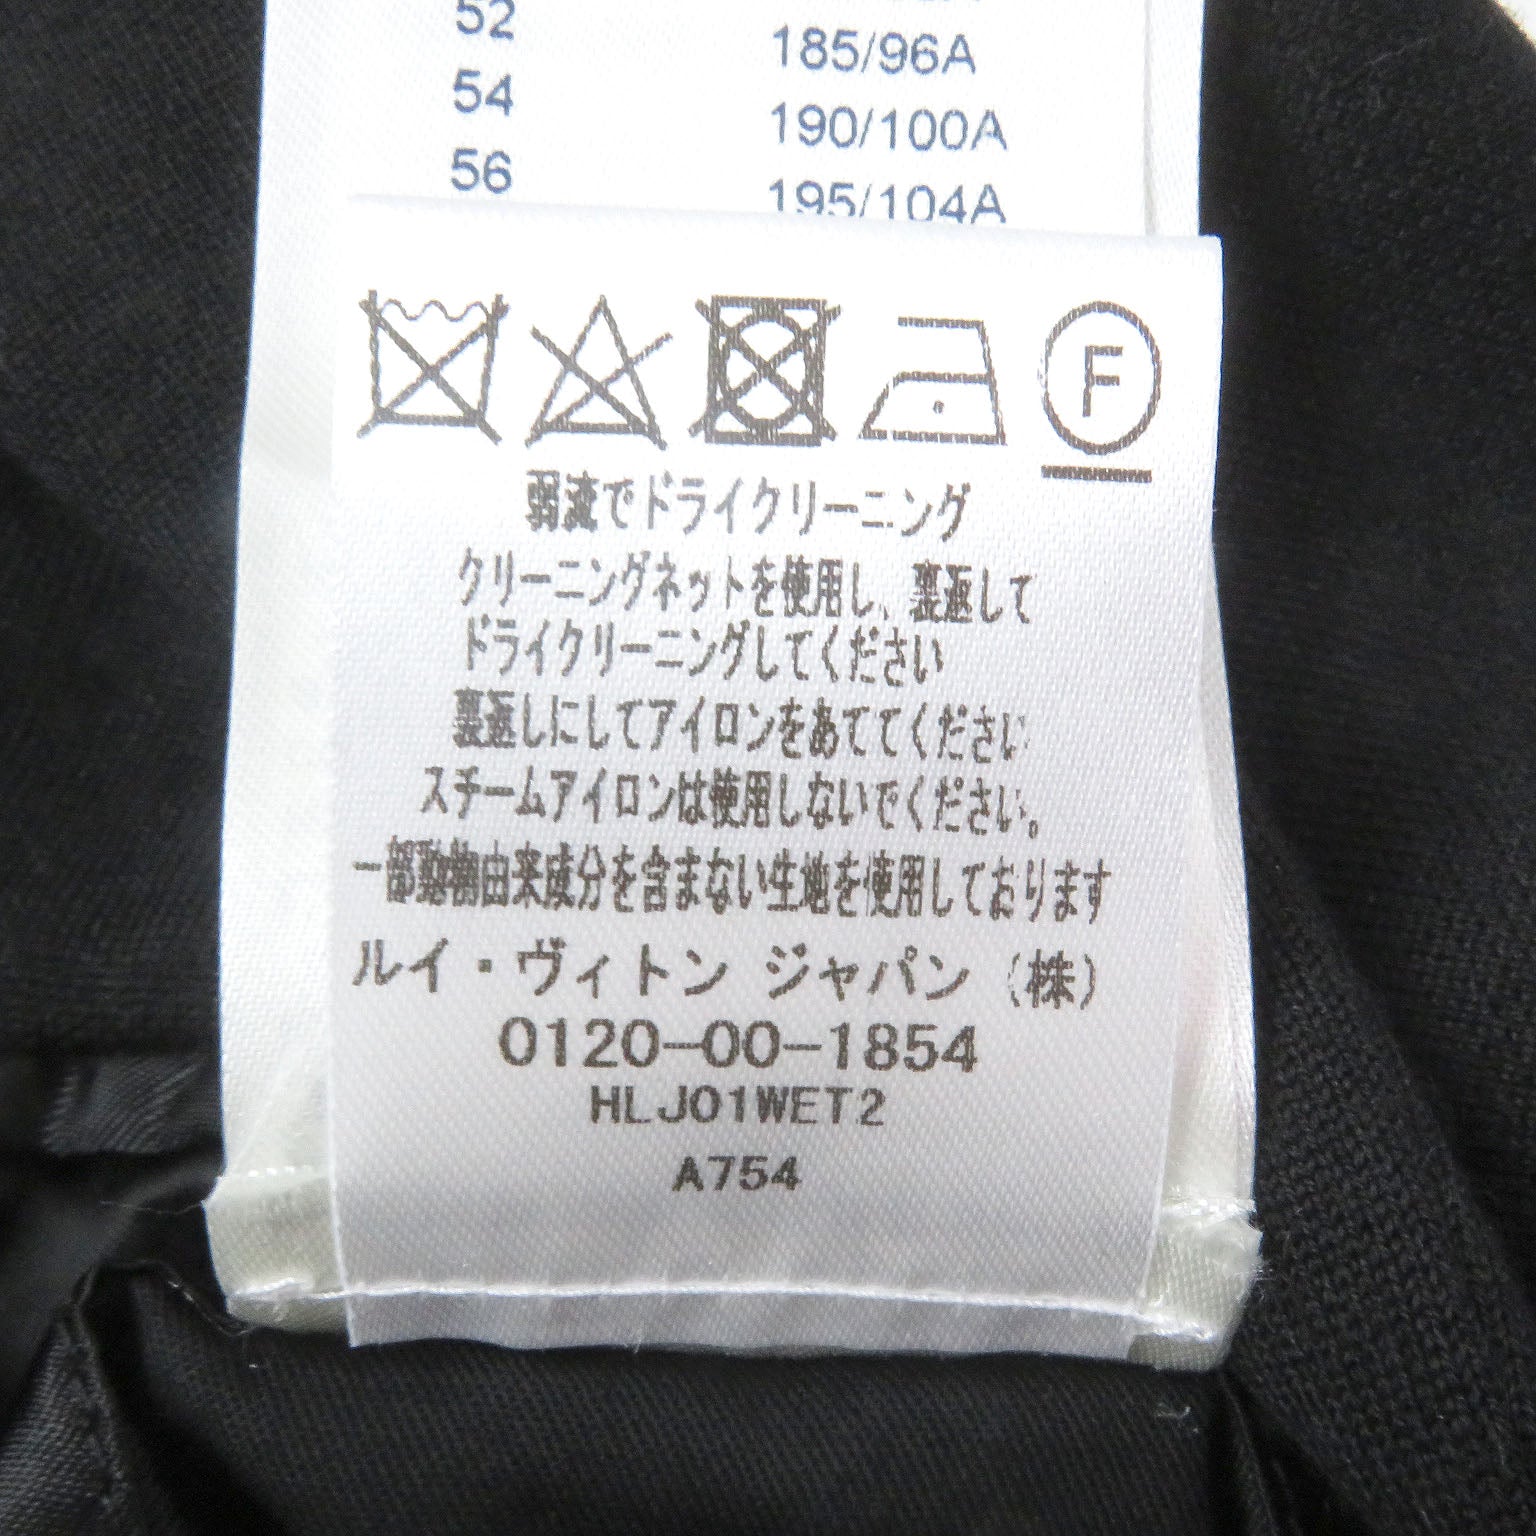 52 185/96A
54 190/100A
56 195/104A
F
弱液でドライクリーニング
クリーニングネットを使用し、裏返して
ドライクリーニングしてください
裏返しにしてアイロンをあててください
スチームアイロンは使用しないでください。
一部動物由来成分を含まない生地を使用しております
ルイ・ヴィトン ジャパン (株)
0120-00-1854
HLJ01WET2
A754